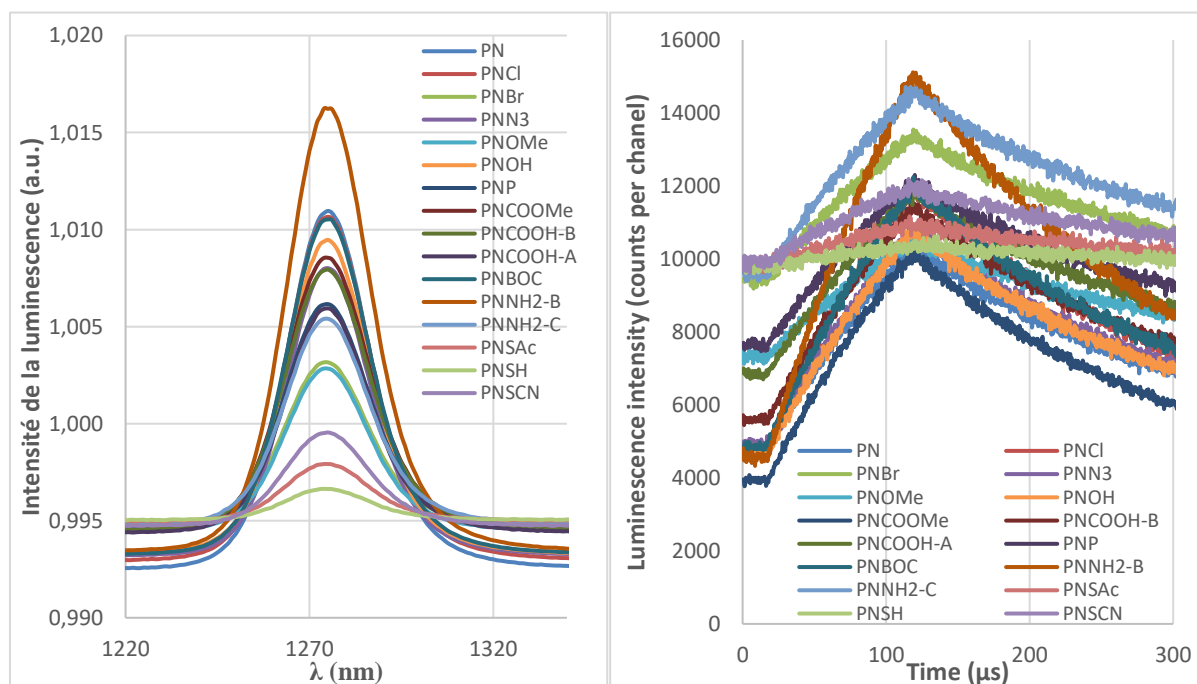 Intensité de la luminescence (a.u.)
1,020
1,015
1,010
1,005
1,000
0,995
0,990
1220
1270
1320
λ (nm)
PN
PNCl
PNBr
PNN3
PNOMe
PNOH
PNP
PNCOOMe
PNCOOH-B
PNCOOH-A
PNBOC
PNNH2-B
PNNH2-C
PNSAc
PNSH
PNSCN
Luminescence intensity (counts per channel)
16000
14000
12000
10000
8000
6000
4000
2000
0
PN PNCl
PNBr PNN3
PNOMe PNOH
PNCOOMe PNCOOH-B
PNCOOH-A PNP
PNBOC PNNH2-B
PNNH2-C PNSAc
PNSH PNSCN
0
100
200
300
Time (µs)